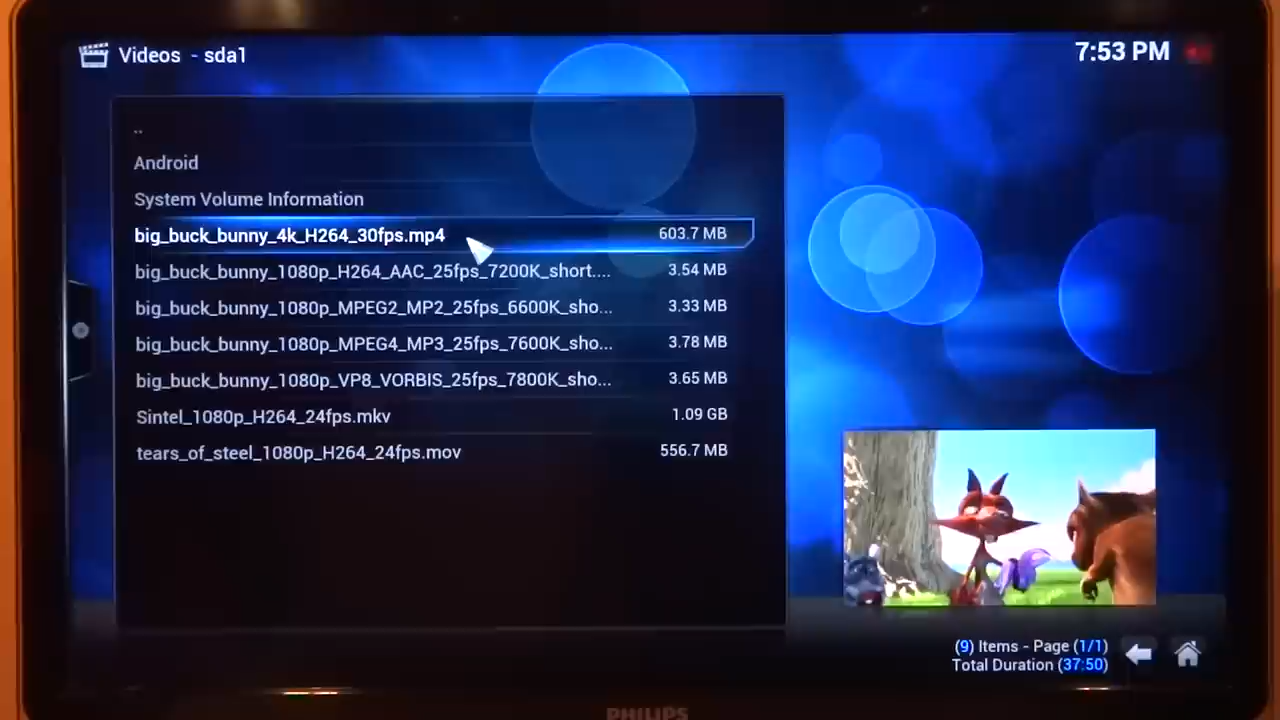 Videos - sda1
7:53 PM
..
Android
System Volume Information
big_buck_bunny_4k_H264_30fps.mp4 603.7 MB
big_buck_bunny_1080p_H264_AAC_25fps_7200K_short.... 3.54 MB
big_buck_bunny_1080p_MPEG2_MP2_25fps_6600K_sho... 3.33 MB
big_buck_bunny_1080p_MPEG4_MP3_25fps_7600K_sho... 3.78 MB
big_buck_bunny_1080p_VP8_VORBIS_25fps_7800K_sho... 3.65 MB
Sintel_1080p_H264_24fps.mkv 1.09 GB
tears_of_steel_1080p_H264_24fps.mov 556.7 MB
(9) Items - Page (1/1)
Total Duration (37:50)
PHILIPS